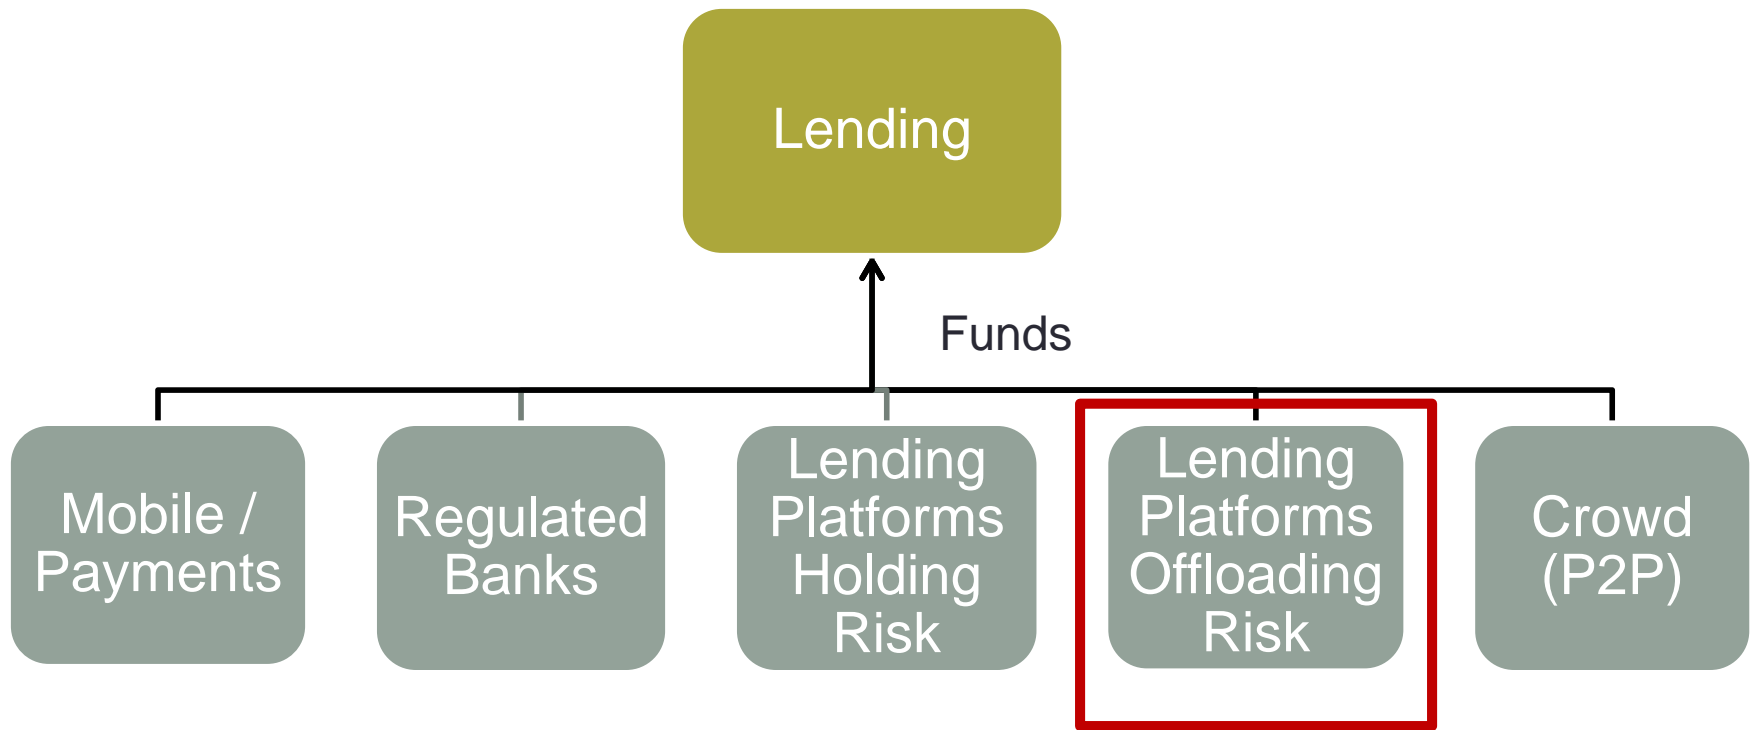 Lending
Funds
Mobile /
Payments
Regulated
Banks
Lending
Platforms
Holding
Risk
Lending
Platforms
Offloading
Risk
Crowd
(P2P)